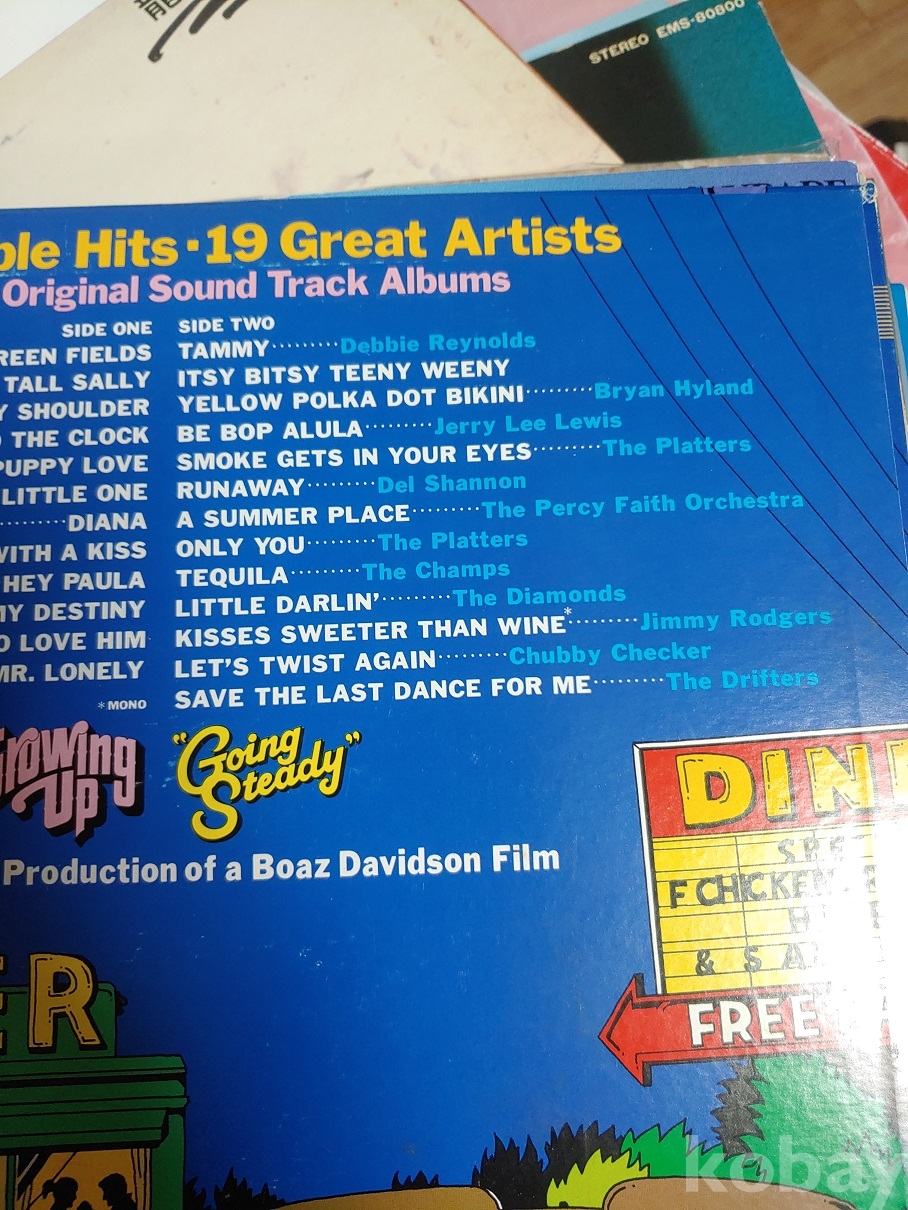 STEREO EMS-80800
ble Hits · 19 Great Artists
Original Sound Track Albums
SIDE ONE SIDE TWO
REEN FIELDS TAMMY·········Debbie Reynolds
TALL SALLY ITSY BITSY TEENY WEENY
Y SHOULDER YELLOW POLKA DOT BIKINI·········Bryan Hyland
THE CLOCK BE BOP ALULA·········Jerry Lee Lewis
PUPPY LOVE SMOKE GETS IN YOUR EYES·········The Platters
LITTLE ONE RUNAWAY·········Del Shannon
·········DIANA A SUMMER PLACE·········The Percy Faith Orchestra
WITH A KISS ONLY YOU·········The Platters
HEY PAULA TEQUILA·········The Champs
MY DESTINY LITTLE DARLIN'·········The Diamonds
O LOVE HIM KISSES SWEETER THAN WINE*·········Jimmy Rodgers
MR. LONELY LET'S TWIST AGAIN·········Chubby Checker
*MONO SAVE THE LAST DANCE FOR ME·········The Drifters
Growing Up "Going Steady"
Production of a Boaz Davidson Film
DINE
F CHICKEN
& SA
ER
FREE
kobay